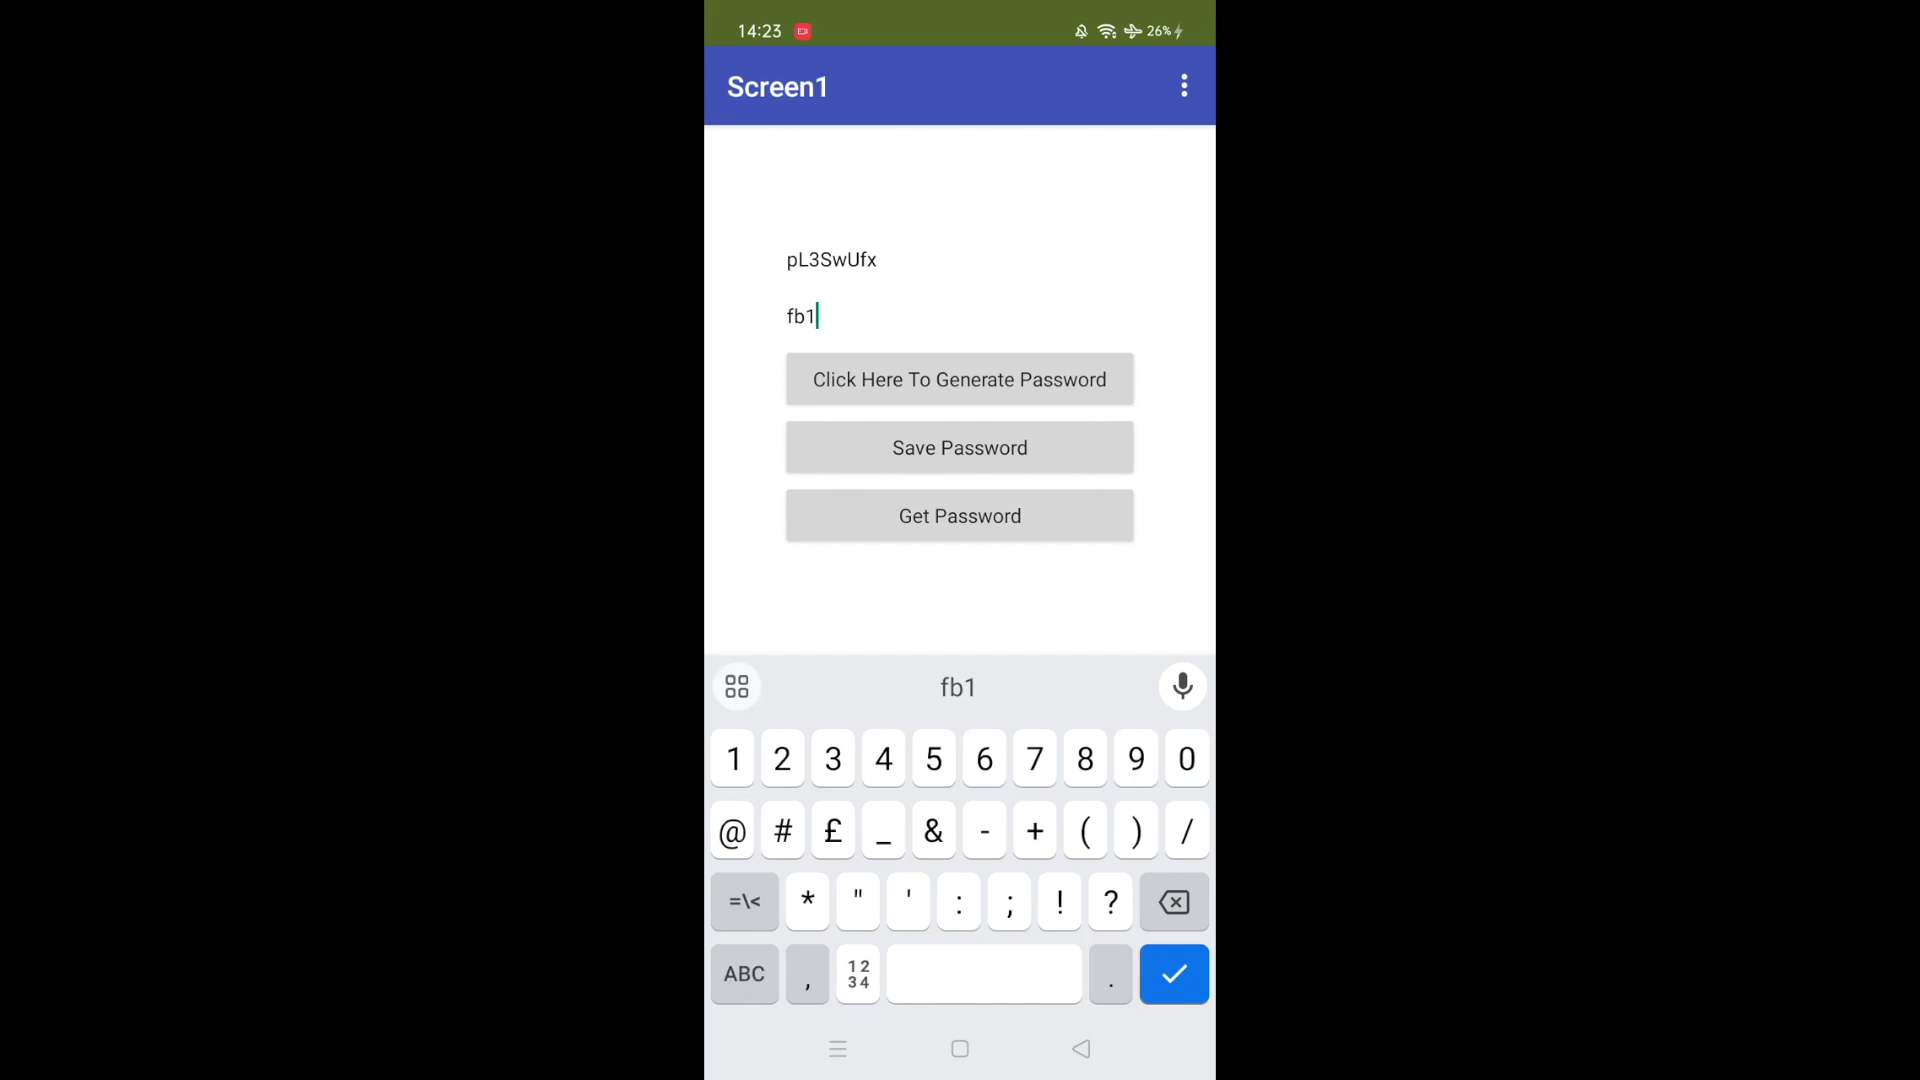 14:23 26%
Screen1
pL3SwUfx
fb1
Click Here To Generate Password
Save Password
Get Password
fb1
1 2 3 4 5 6 7 8 9 0
@ # £ _ & - + ( ) /
=\< * " ' : ; ! ?
ABC , 12 34 .